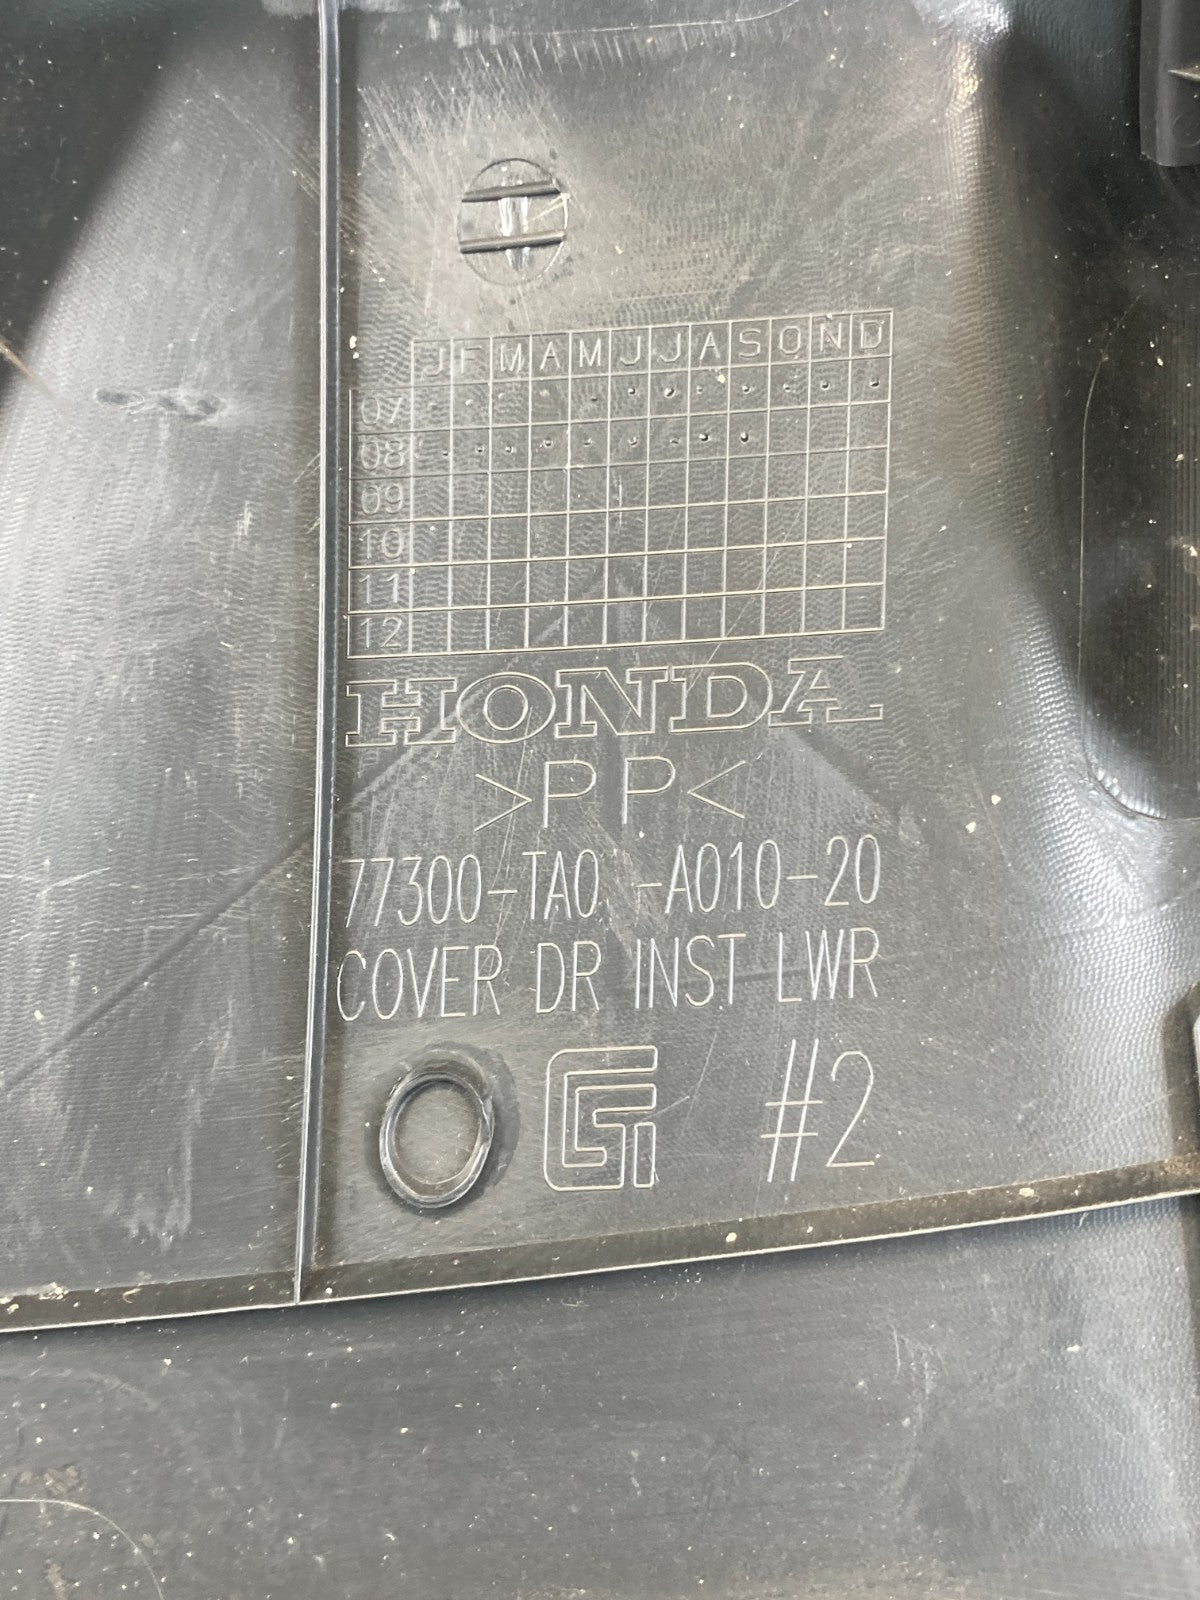 J F M A M J J A S O N D
07
08
09
10
11
12
HONDA
>PP<
77300-TA0 -A010-20
COVER DR INST LWR
#2